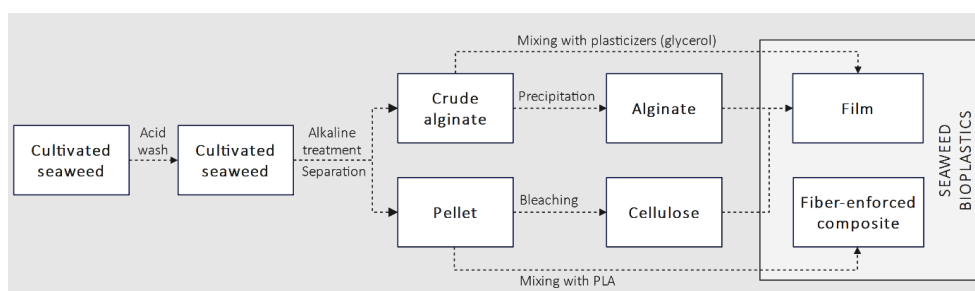 Mixing with plasticizers (glycerol)
Cultivated
seaweed
Acid
wash
Cultivated
seaweed
Alkaline
treatment
Separation
Crude
alginate
Precipitation
Alginate
Film
Pellet
Bleaching
Cellulose
Fiber-enforced
composite
Mixing with PLA
SEAWEED
BIOPLASTICS